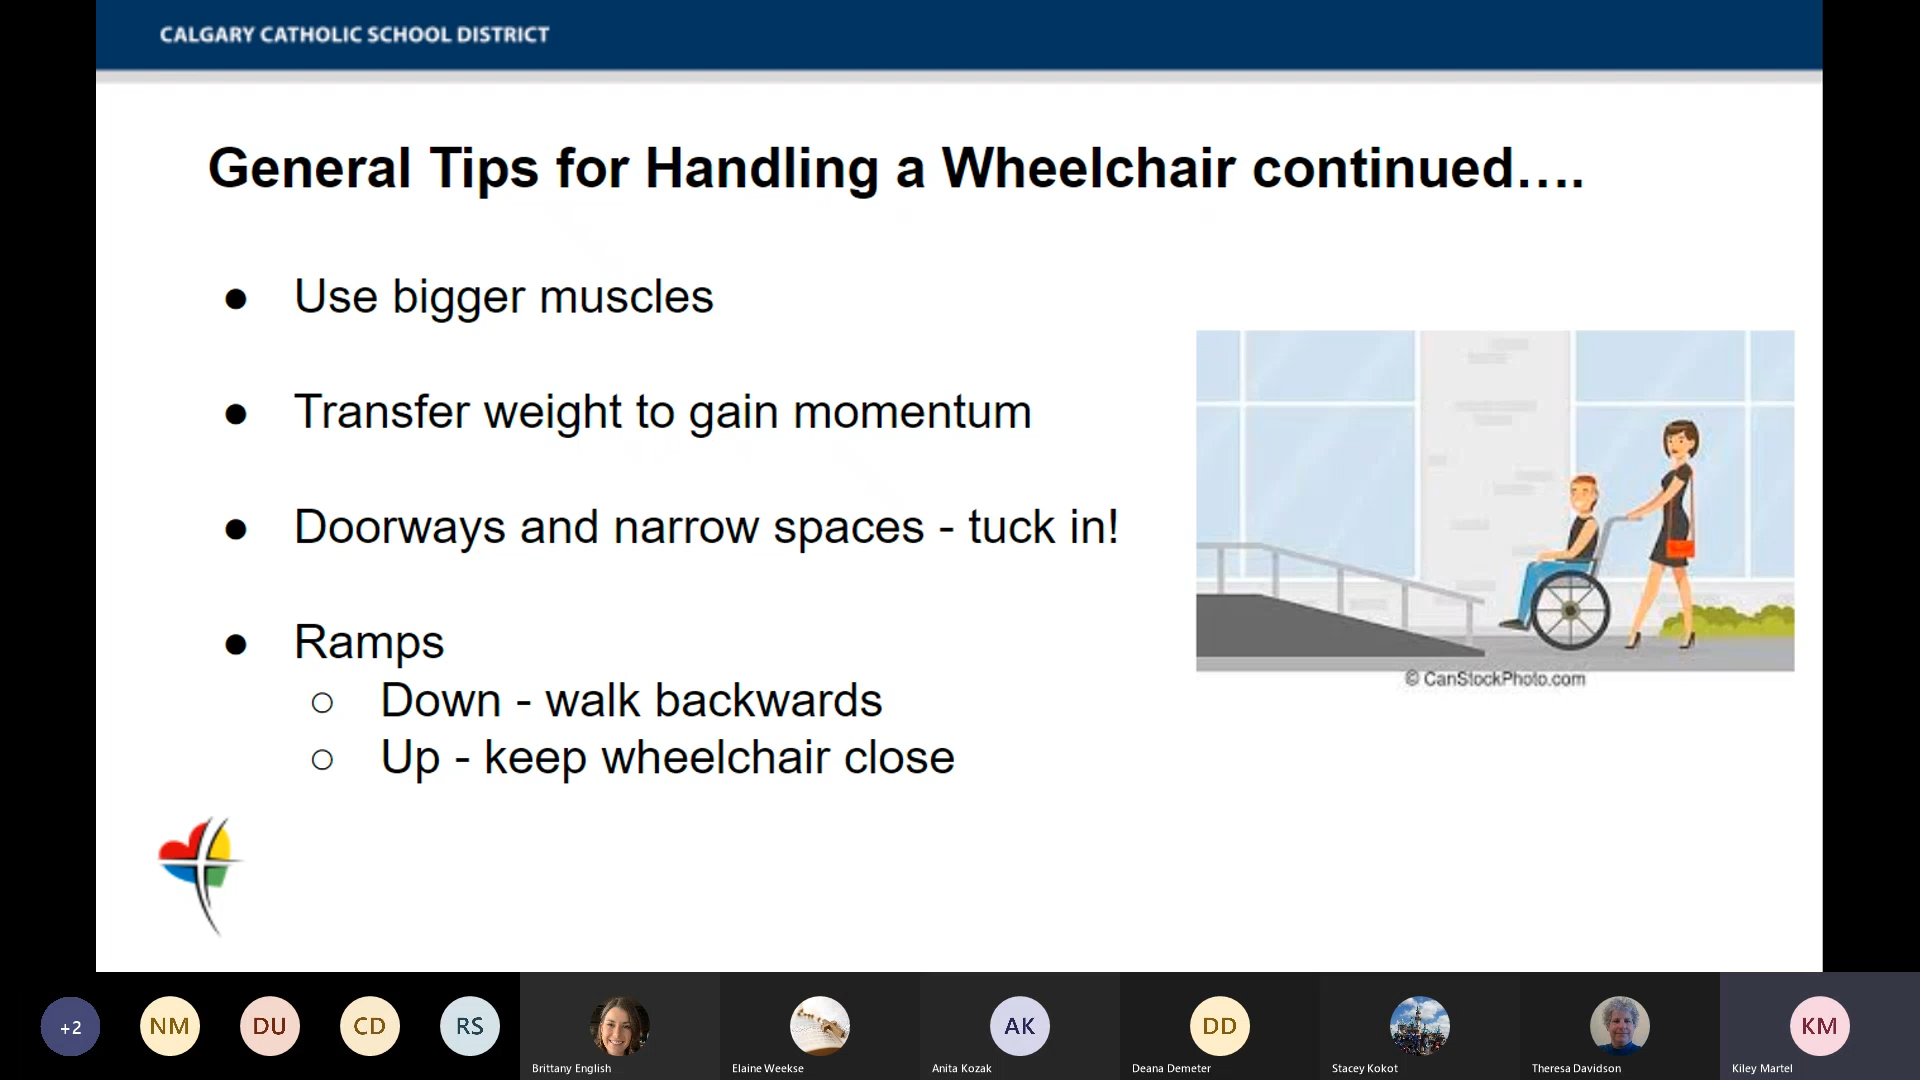 CALGARY CATHOLIC SCHOOL DISTRICT
General Tips for Handling a Wheelchair continued….
● Use bigger muscles
● Transfer weight to gain momentum
● Doorways and narrow spaces - tuck in!
● Ramps
○ Down - walk backwards
○ Up - keep wheelchair close
© CanStockPhoto.com
+2
NM
DU
CD
RS
AK
DD
KM
Brittany English
Elaine Weekse
Anita Kozak
Deana Demeter
Stacey Kokot
Theresa Davidson
Kiley Martel